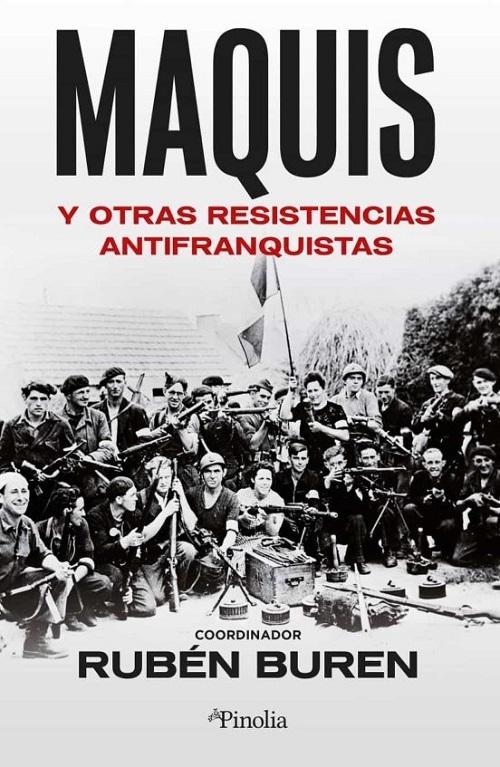 MAQUIS
Y OTRAS RESISTENCIAS
ANTIFRANQUISTAS
COORDINADOR
RUBÉN BUREN
Pinolia